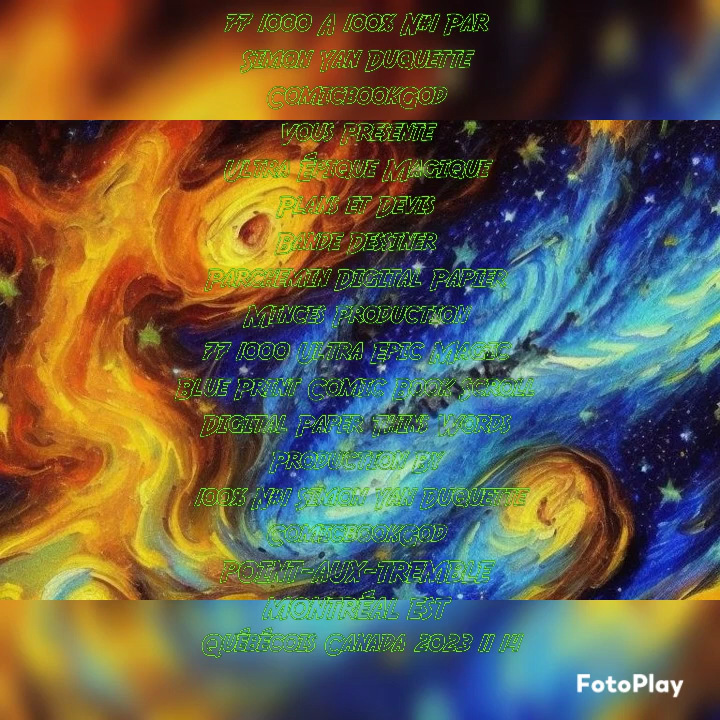 77 1000 A 100% N#1 Par
Simon Yan Duquette
ComicbookGod
Vous Presente
Ultra Épique Magique
Plans et Devis
Bande Dessiner
Parchemin Digital Papier
Minces Production
77 1000 Ultra Epic Magic
Blue Print Comic Book Scroll
Digital Paper Thins Words
Production by
100% N#1 Simon Yan Duquette
ComicbookGod
POINT-AUX-TREMBLE
MONTRÉAL EST
Canada 2023 11 14
FotoPlay